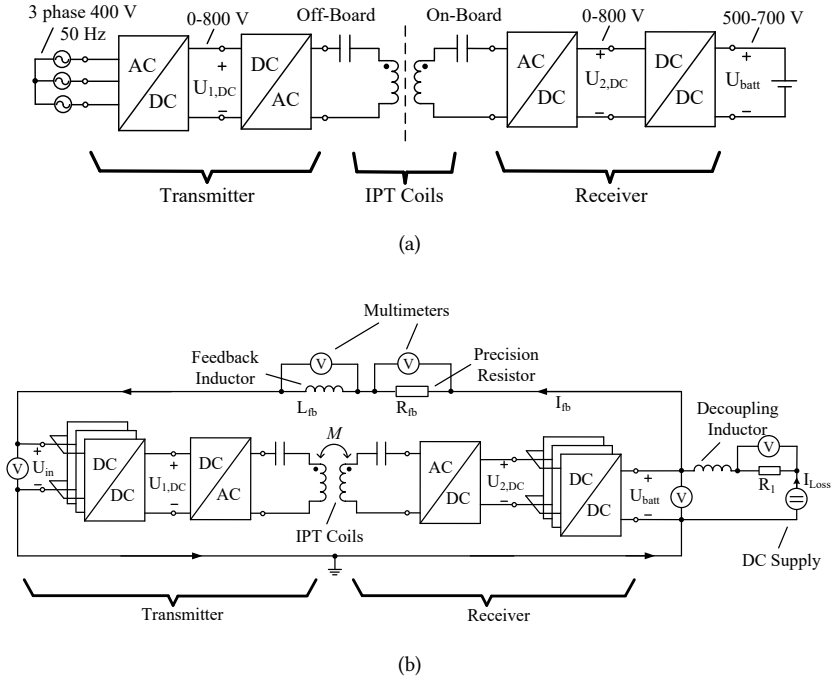 3 phase 400 V
50 Hz
0-800 V
Off-Board
On-Board
0-800 V
500-700 V
AC
DC
+
U1,DC
−
DC
AC
AC
DC
+
U2,DC
−
DC
DC
+
Ubatt
−
Transmitter
IPT Coils
Receiver
(a)
Multimeters
Feedback
Inductor
V
V
Precision
Resistor
Lfb
Rfb
Ifb
Decoupling
Inductor
V
+
Uin
−
DC
DC
+
U1,DC
−
DC
AC
M
IPT Coils
AC
DC
+
U2,DC
−
DC
DC
+
Ubatt
−
V
V
R1
ILoss
DC Supply
Transmitter
Receiver
(b)